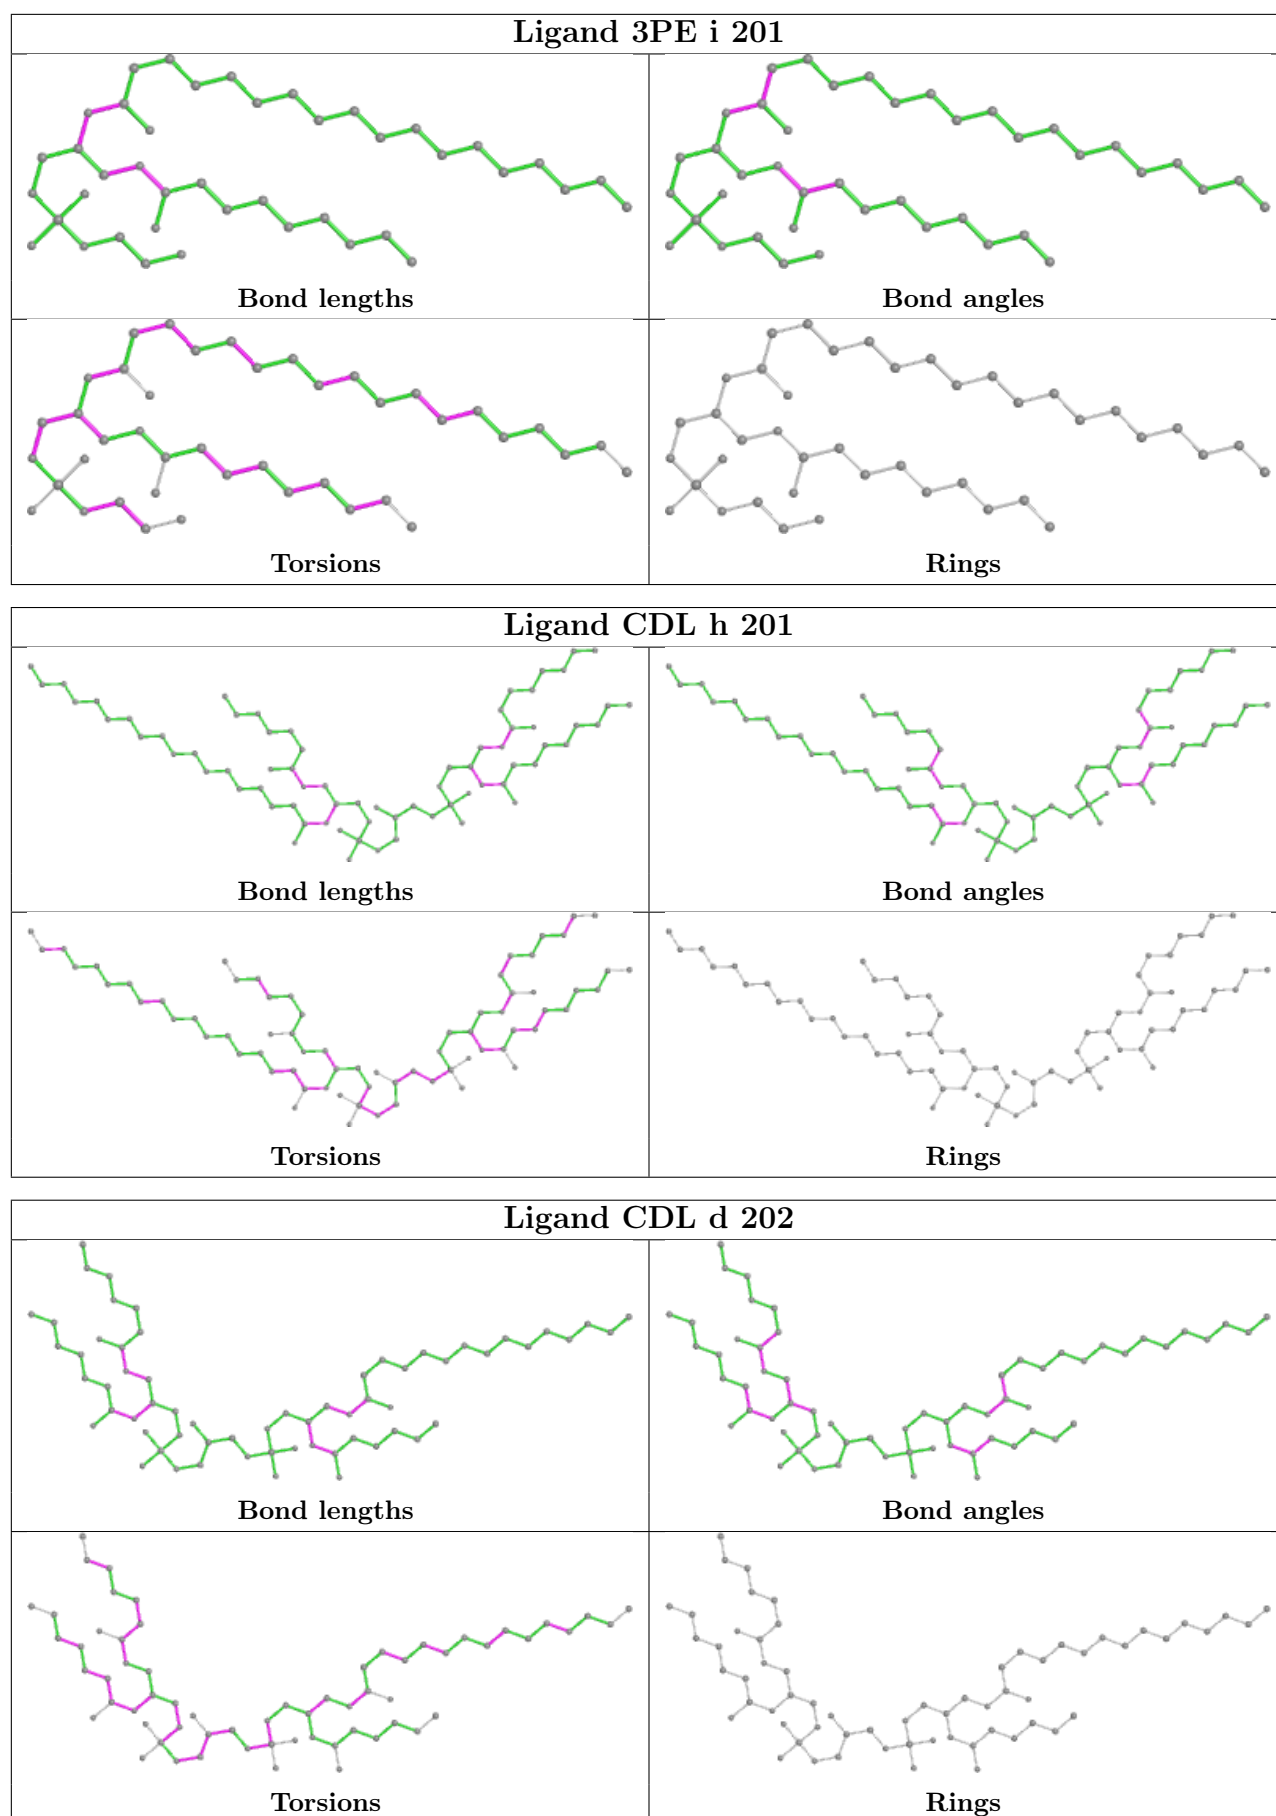 Ligand 3PE i 201
Bond lengths
Bond angles
Torsions
Rings
Ligand CDL h 201
Bond lengths
Bond angles
Torsions
Rings
Ligand CDL d 202
Bond lengths
Bond angles
Torsions
Rings